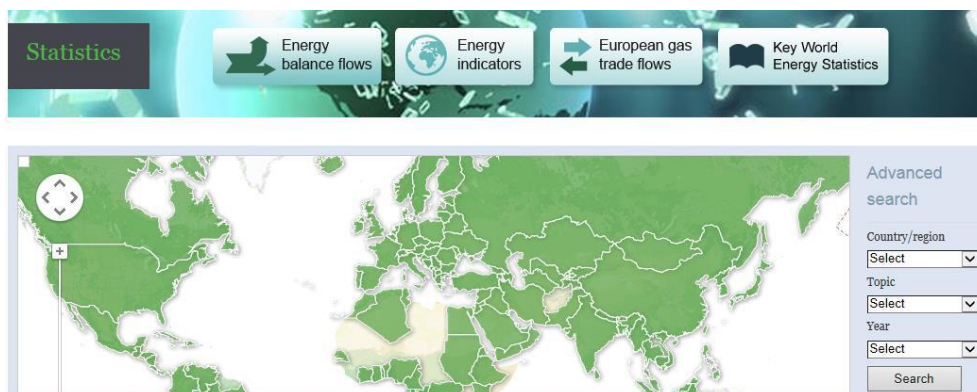 Statistics
Energy
balance flows
Energy
indicators
European gas
trade flows
Key World
Energy Statistics
Advanced
search
Country/region
Select
Topic
Select
Year
Select
Search